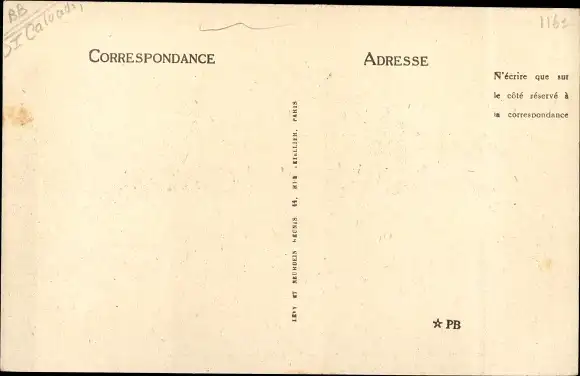 BB
Calvados
1162
CORRESPONDANCE
ADRESSE
N'écrire que sur
le côté réservé à
la correspondance
LÉVY ET NEURDEIN RÉUNIS 44, RUE LETELLIER, PARIS
☆ PB